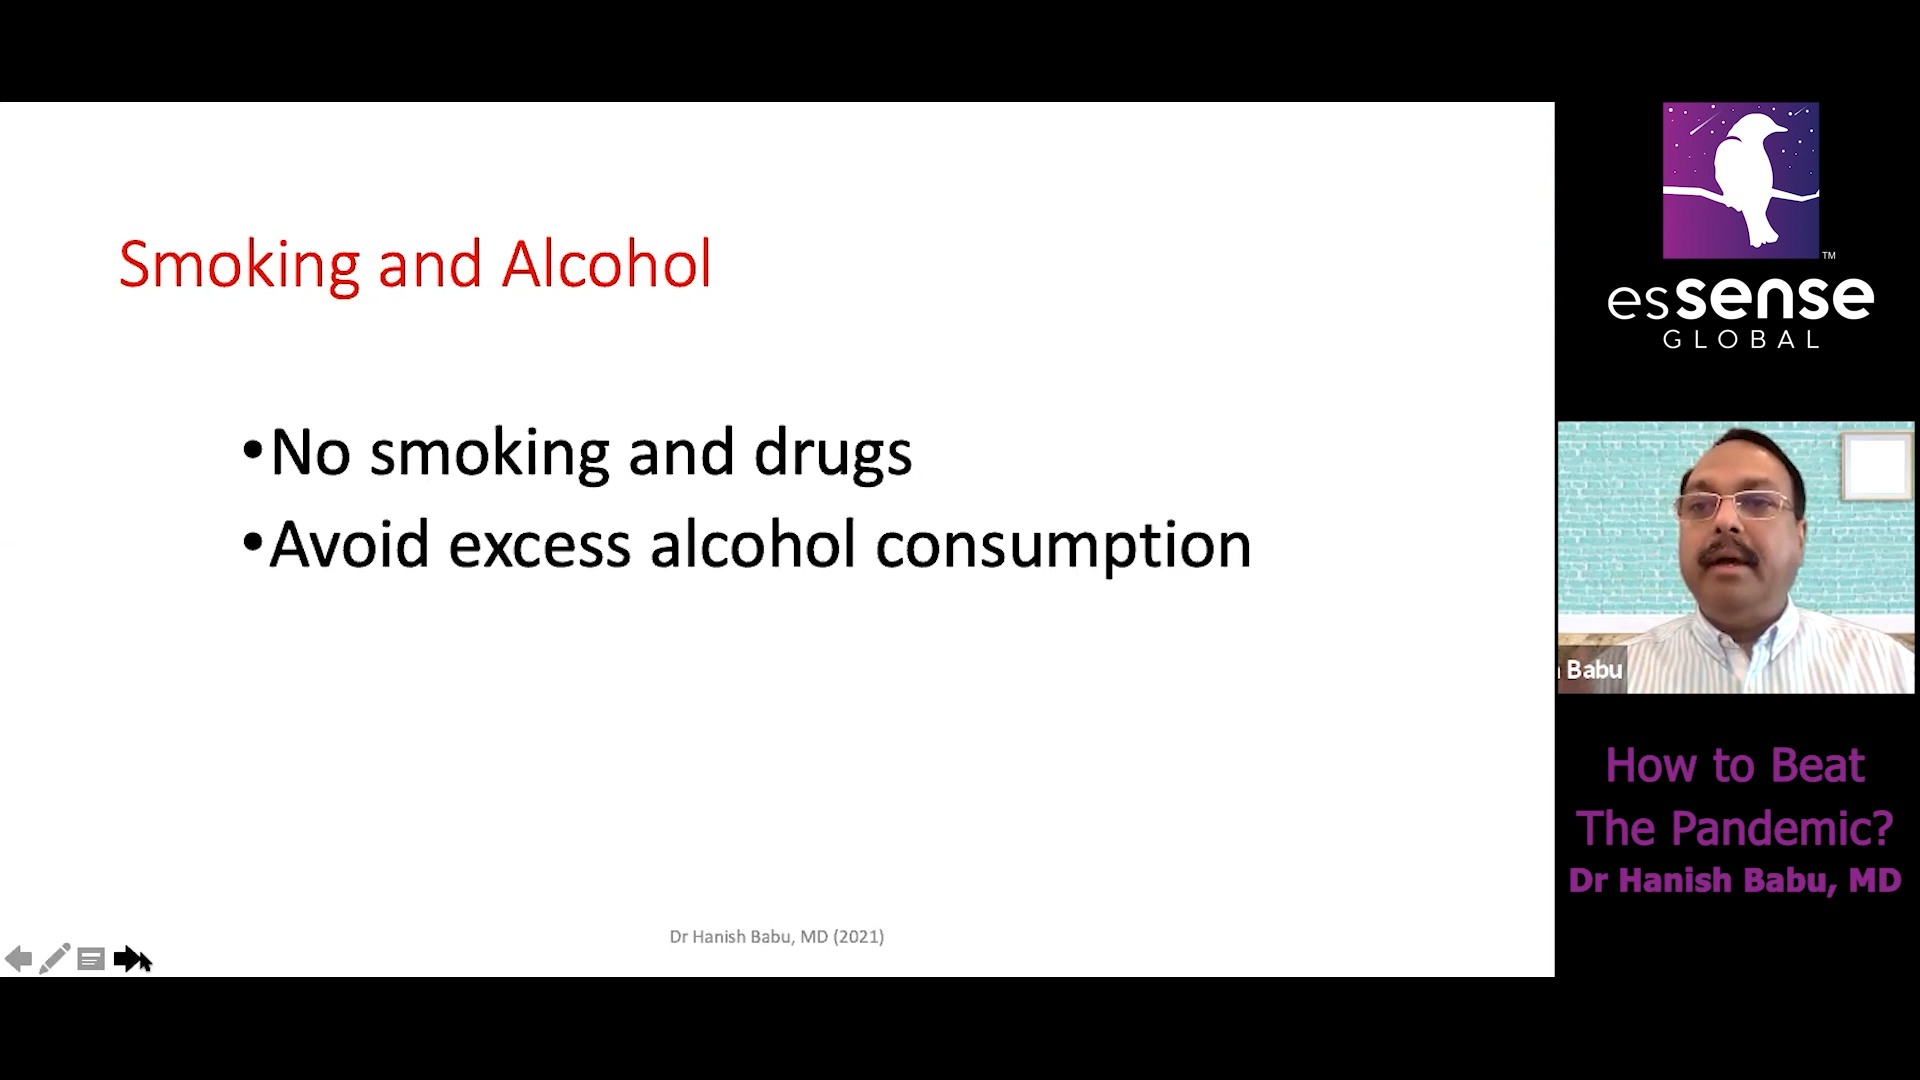 Smoking and Alcohol
•No smoking and drugs
•Avoid excess alcohol consumption
Dr Hanish Babu, MD (2021)
TM
essense
GLOBAL
Babu
How to Beat
The Pandemic?
Dr Hanish Babu, MD